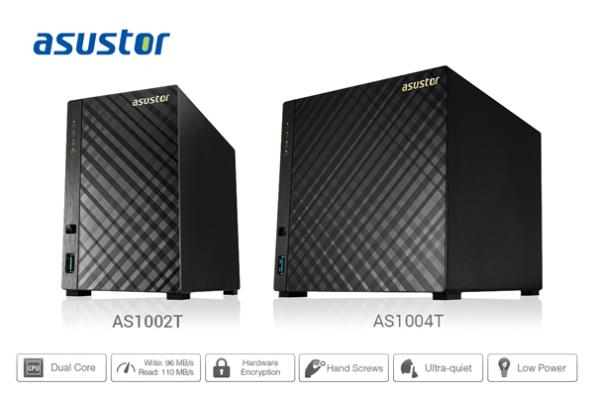 asustor
asustor
asustor
AS1002T
AS1004T
CPU
Dual Core
Write: 96 MB/s
Read: 110 MB/s
Hardware
Encryption
Hand Screws
Ultra-quiet
Low Power